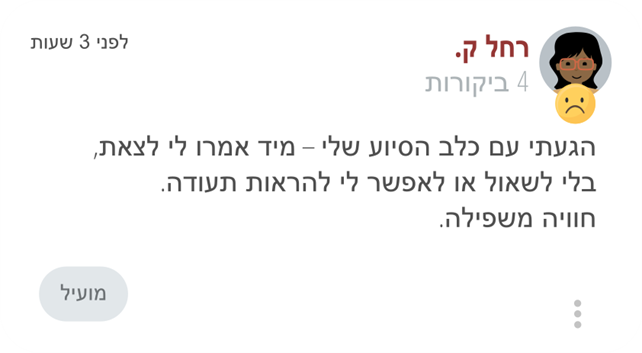 רחל ק.
לפני 3 שעות
4 ביקורות
הגעתי עם כלב הסיוע שלי – מיד אמרו לי לצאת,
בלי לשאול או לאפשר לי להראות תעודה.
חוויה משפילה.
מועיל